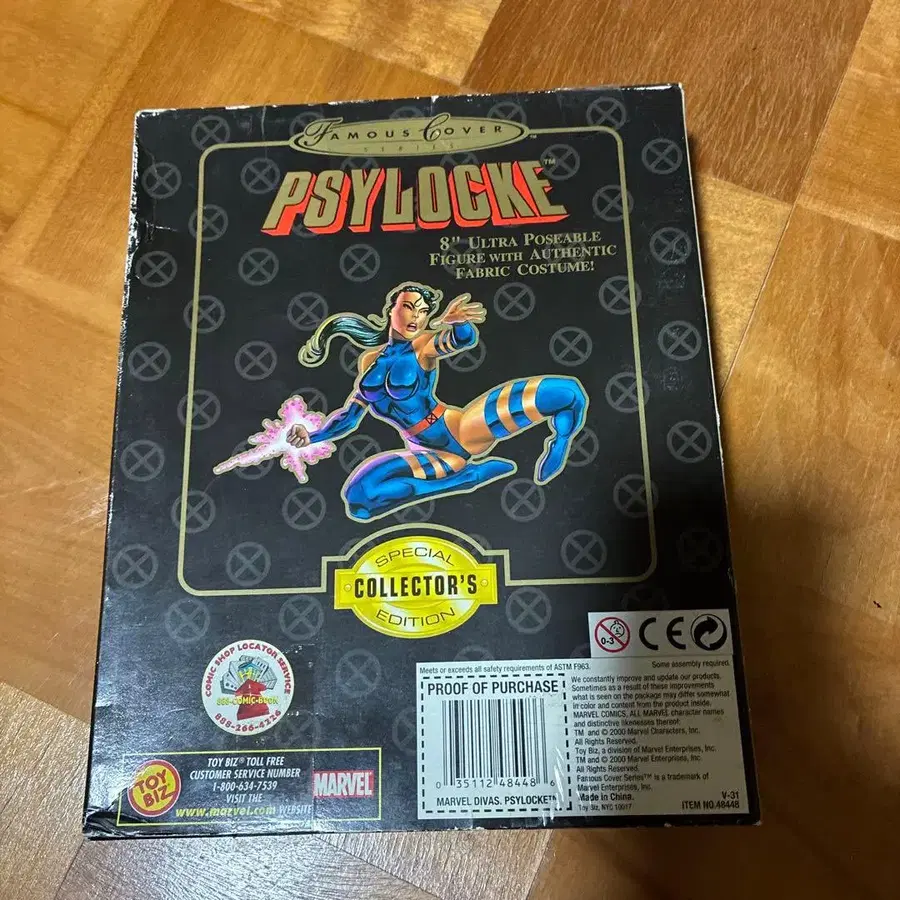 FAMOUS COVER
SERIES
PSYLOCKE™
8" ULTRA POSEABLE
FIGURE WITH AUTHENTIC
FABRIC COSTUME!
SPECIAL
COLLECTOR'S
EDITION
COMIC SHOP LOCATOR SERVICE
888-COMIC-BOOK
888-266-4226
TOY BIZ
TOY BIZ® TOLL FREE
CUSTOMER SERVICE NUMBER
1-800-634-7539
VISIT THE
www.marvel.com WEBSITE
MARVEL
0-3
CE
Meets or exceeds all safety requirements of ASTM F963.
Some assembly required.
PROOF OF PURCHASE
0 35112 48448 6
MARVEL DIVAS. PSYLOCKE™
We constantly improve and update our products.
Sometimes as a result of these improvements
what is seen on the package may differ somewhat
in color and content from the product inside.
MARVEL COMICS, ALL MARVEL character names
and distinctive likenesses thereof:
TM and © 2000 Marvel Characters, Inc.
All Rights Reserved.
Toy Biz, a division of Marvel Enterprises, Inc.
TM and © 2000 Marvel Enterprises, Inc.
All Rights Reserved.
Famous Cover Series™ is a trademark of
Marvel Enterprises, Inc.
Made in China.
Toy Biz, NYC 10017
V-31
ITEM NO.48448